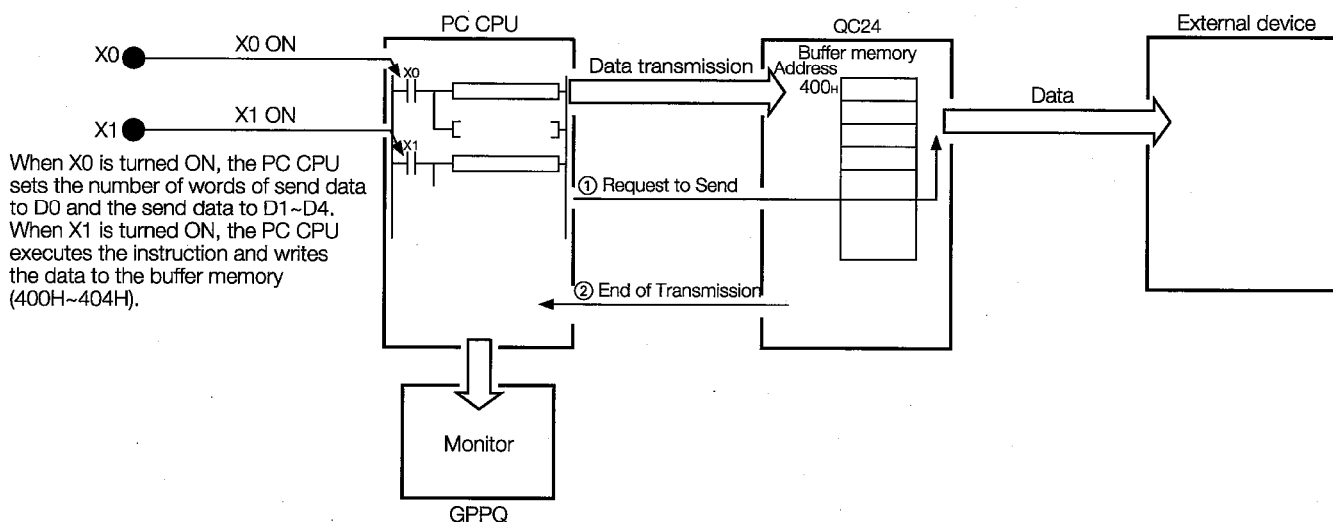 PC CPU
QC24
External device
X0
X0 ON
X0
Data transmission
Buffer memory
Address
400H
Data
X1
X1 ON
X1
When X0 is turned ON, the PC CPU
sets the number of words of send data
to D0 and the send data to D1~D4.
When X1 is turned ON, the PC CPU
executes the instruction and writes
the data to the buffer memory
(400H~404H).
① Request to Send
② End of Transmission
Monitor
GPPQ